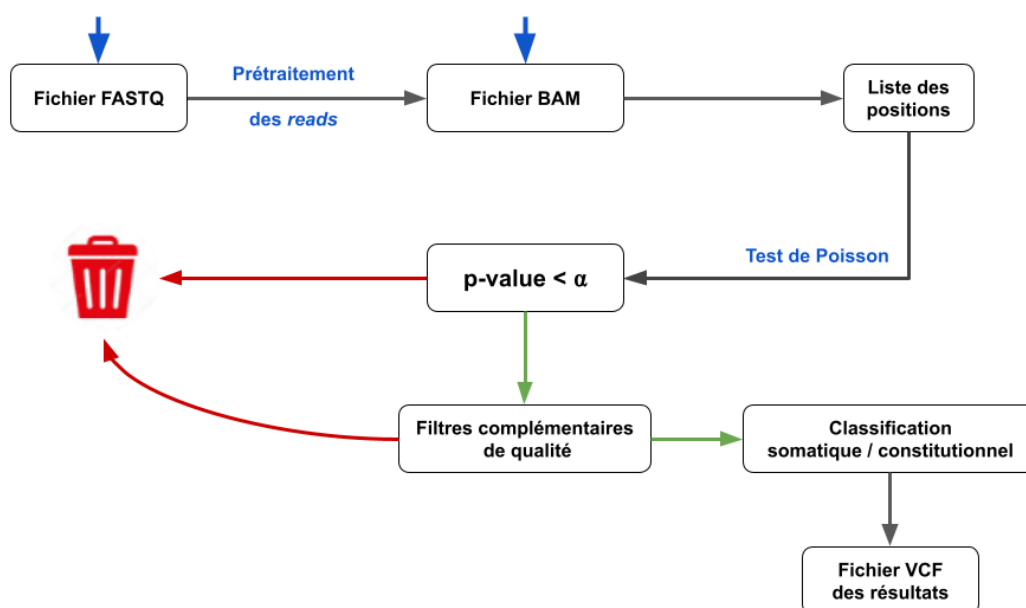 Fichier FASTQ
Prétraitement
des reads
Fichier BAM
Liste des
positions
Test de Poisson
p-value < α
Filtres complémentaires
de qualité
Classification
somatique / constitutionnel
Fichier VCF
des résultats